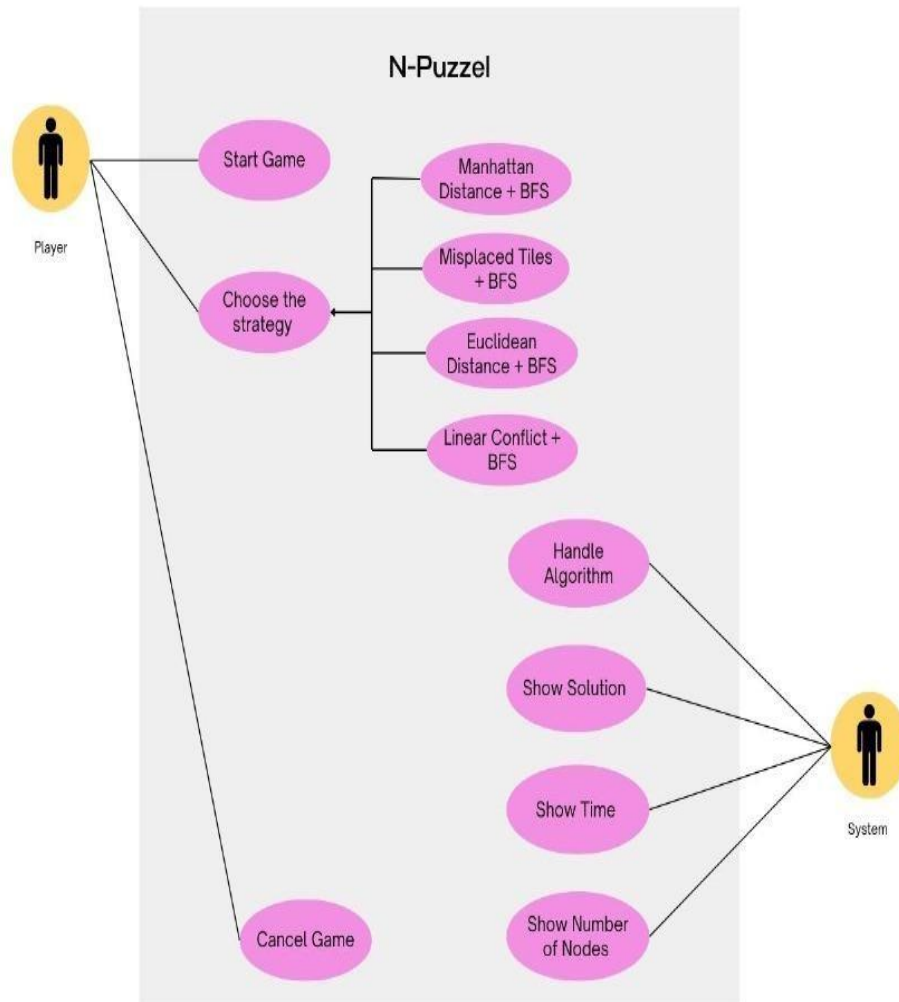 N-Puzzel
Player
Start Game
Choose the
strategy
Manhattan
Distance + BFS
Misplaced Tiles
+ BFS
Euclidean
Distance + BFS
Linear Conflict +
BFS
Handle
Algorithm
Show Solution
Show Time
System
Cancel Game
Show Number
of Nodes